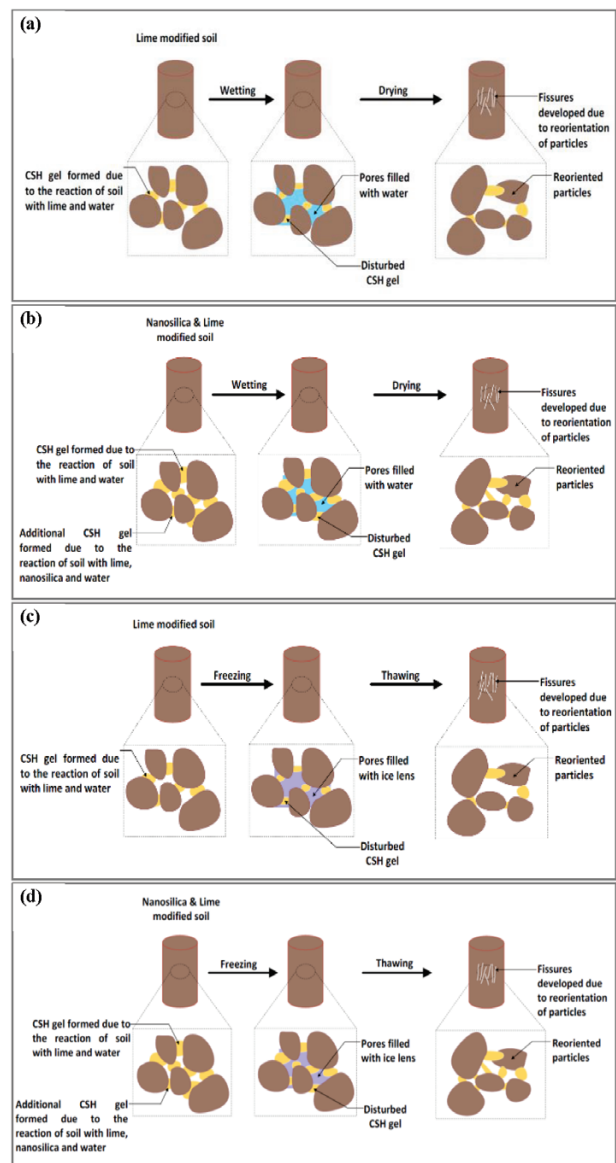 (a)
Lime modified soil
Wetting
Drying
Fissures
developed due
to reorientation
of particles
CSH gel formed due
to the reaction of soil
with lime and water
Pores filled
with water
Reoriented
particles
Disturbed
CSH gel
(b)
Nanosilica & Lime
modified soil
Wetting
Drying
Fissures
developed due
to reorientation
of particles
CSH gel formed due to
the reaction of soil
with lime and water
Pores filled
with water
Reoriented
particles
Additional CSH gel
formed due to the
reaction of soil with lime,
nanosilica and water
Disturbed
CSH gel
(c)
Lime modified soil
Freezing
Thawing
Fissures
developed due
to reorientation
of particles
CSH gel formed due
to the reaction of soil
with lime and water
Pores filled
with ice lens
Reoriented
particles
Disturbed
CSH gel
(d)
Nanosilica & Lime
modified soil
Freezing
Thawing
Fissures
developed due to
reorientation of
particles
CSH gel formed due to
the reaction of soil
with lime and water
Pores filled
with ice lens
Reoriented
particles
Additional CSH gel
formed due to the
reaction of soil with lime,
nanosilica and water
Disturbed
CSH gel